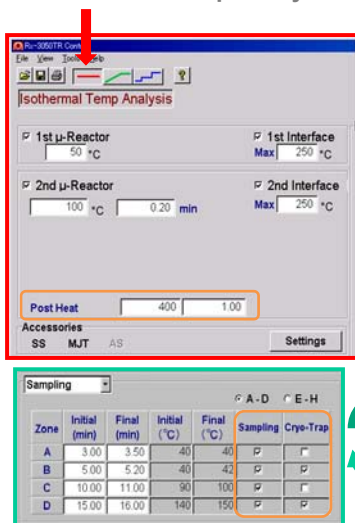 Rx-3050TR Cont
File View Tools Help
Isothermal Temp Analysis
1st μ-Reactor 1st Interface
50 °C Max 250 °C
2nd μ-Reactor 2nd Interface
100 °C 0.20 min Max 250 °C
Post Heat 400 1.00
Accessories
SS MJT AS Settings
Sampling
A - D E - H
Zone Initial (min) Final (min) Initial (°C) Final (°C) Sampling Cryo-Trap
A 3.00 3.50 40 40
B 5.00 5.20 40 42
C 10.00 11.00 90 100
D 15.00 16.00 140 150